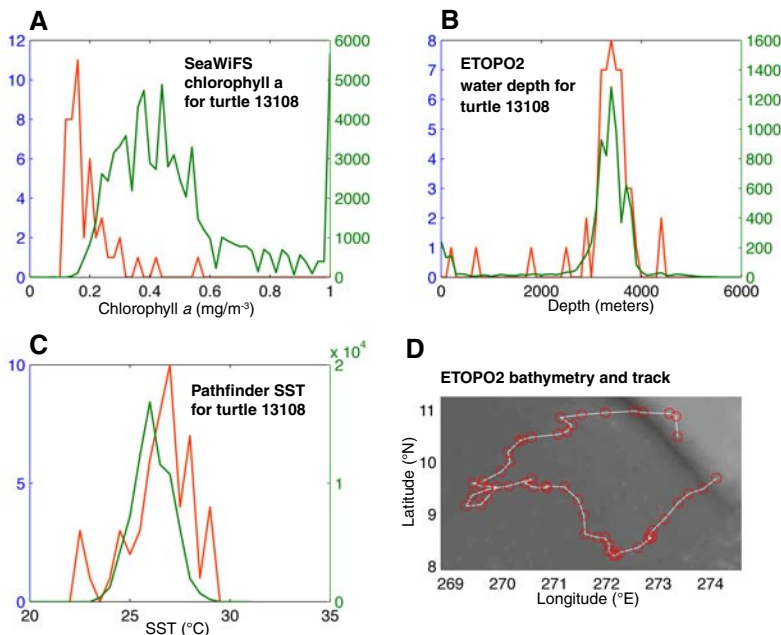 A
SeaWiFS
chlorophyll a
for turtle 13108
12
10
8
6
4
2
0
6000
5000
4000
3000
2000
1000
0
0 0.2 0.4 0.6 0.8 1
Chlorophyll a (mg/m-3)
B
ETOPO2
water depth for
turtle 13108
8
7
6
5
4
3
2
1
0
1600
1400
1200
1000
800
600
400
200
0
0 2000 4000 6000
Depth (meters)
C
Pathfinder SST
for turtle 13108
10
5
0
x 10⁴
2
1
0
20 25 30 35
SST (°C)
D
ETOPO2 bathymetry and track
11
10
9
8
Latitude (°N)
269 270 271 272 273 274
Longitude (°E)